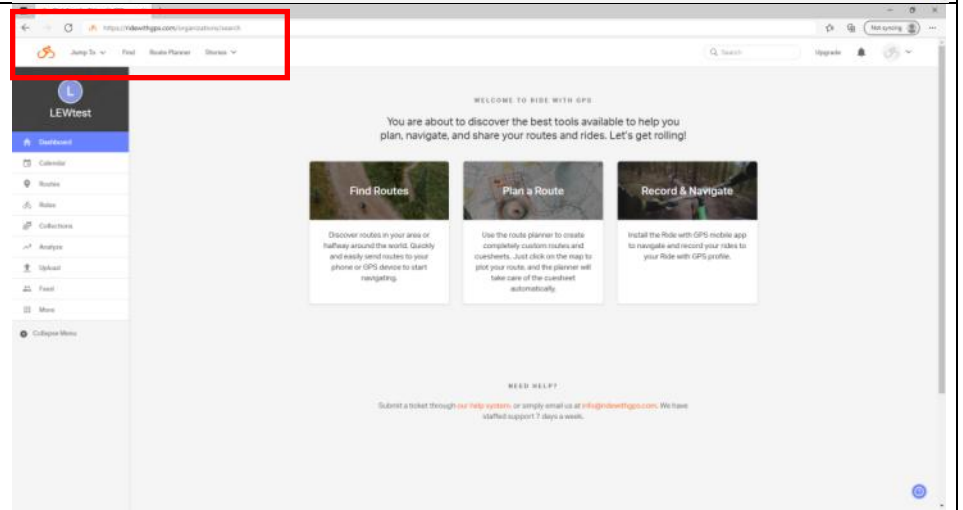 https://ridewithgps.com/organizations/search
Not syncing
Jump To
Find
Route Planner
Stories
Search
Upgrade
L
LEWtest
Dashboard
Calendar
Routes
Rides
Collections
Analyze
Upload
Feed
More
Collapse Menu
WELCOME TO RIDE WITH GPS
You are about to discover the best tools available to help you
plan, navigate, and share your routes and rides. Let's get rolling!
Find Routes
Discover routes in your area or
halfway around the world. Quickly
and easily send routes to your
phone or GPS device to start
navigating.
Plan a Route
Use the route planner to create
completely custom routes and
cuesheets. Just click on the map to
plot your route, and the planner will
take care of the cuesheet
automatically.
Record & Navigate
Install the Ride with GPS mobile app
to navigate and record your rides to
your Ride with GPS profile.
NEED HELP?
Submit a ticket through our help system, or simply email us at info@ridewithgps.com. We have
staffed support 7 days a week.